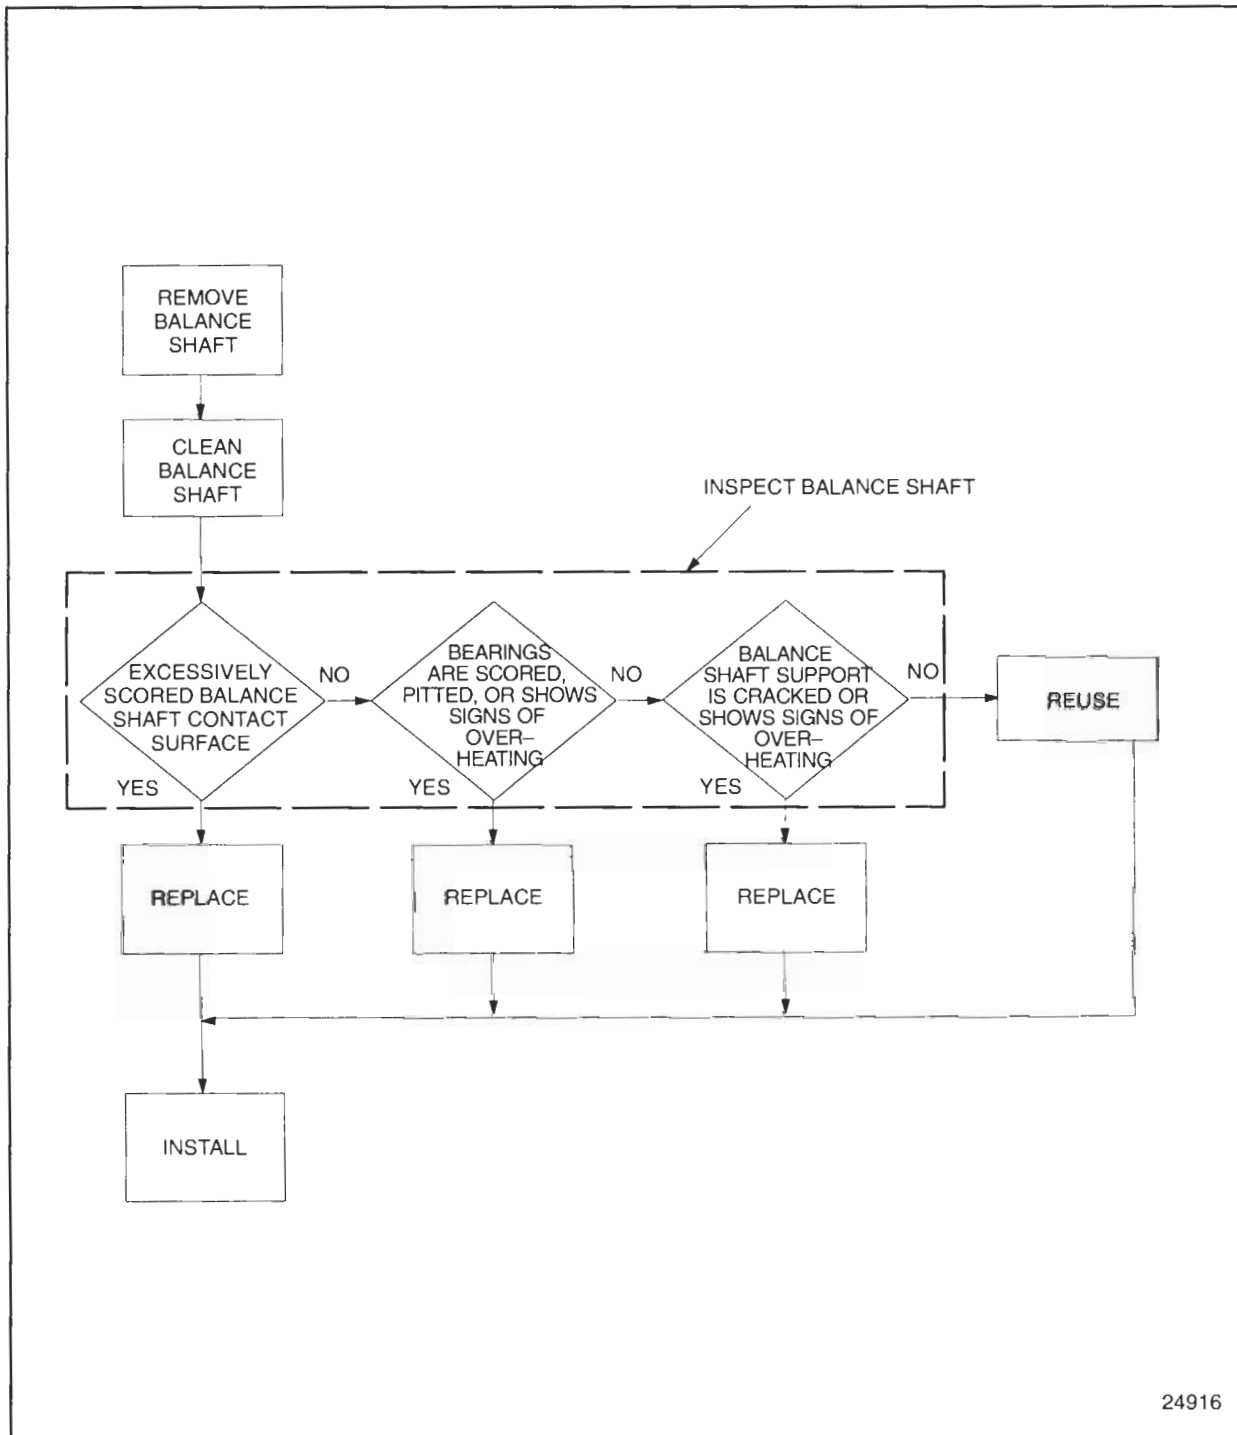 REMOVE
BALANCE
SHAFT
CLEAN
BALANCE
SHAFT
INSPECT BALANCE SHAFT
EXCESSIVELY
SCORED BALANCE
SHAFT CONTACT
SURFACE
NO
YES
BEARINGS
ARE SCORED,
PITTED, OR SHOWS
SIGNS OF
OVER–
HEATING
NO
YES
BALANCE
SHAFT SUPPORT
IS CRACKED OR
SHOWS SIGNS OF
OVER–
HEATING
NO
YES
REUSE
REPLACE
REPLACE
REPLACE
INSTALL
24916